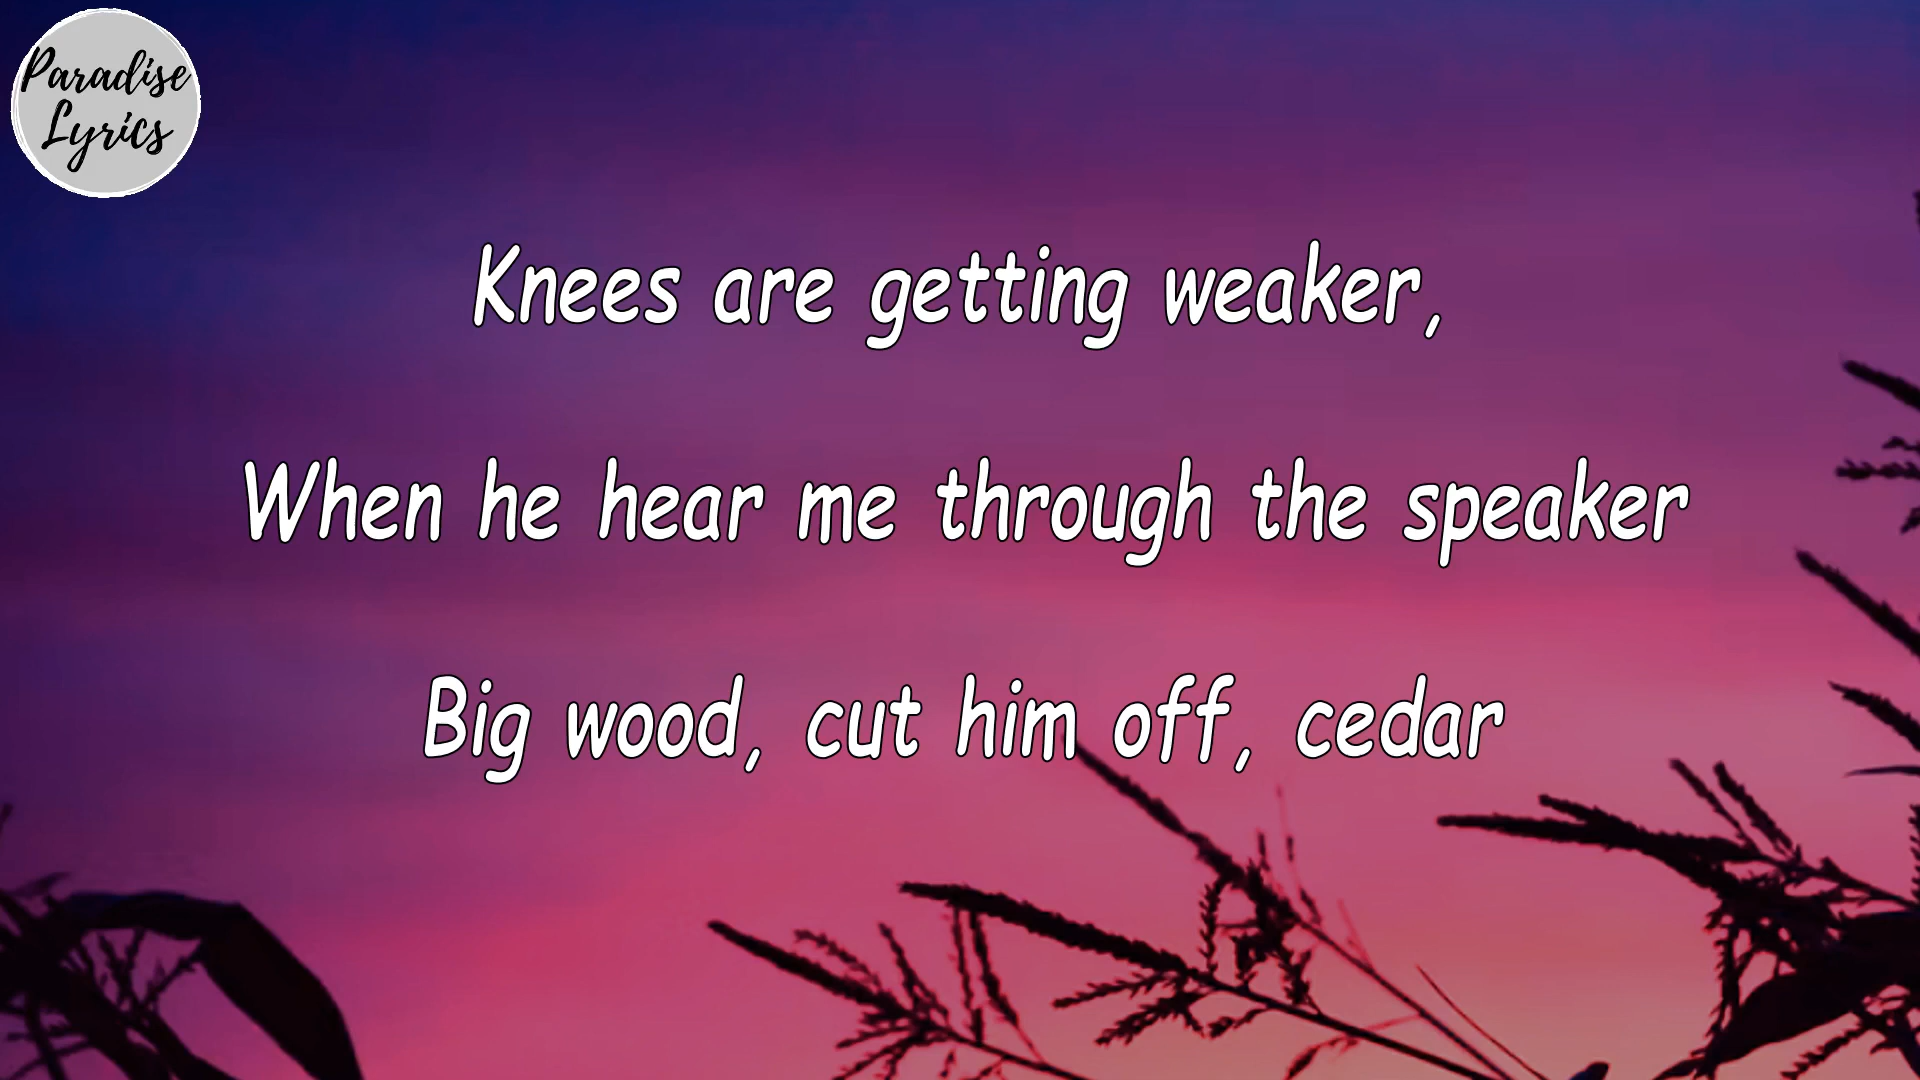 Paradise
Lyrics
Knees are getting weaker,
When he hear me through the speaker
Big wood, cut him off, cedar